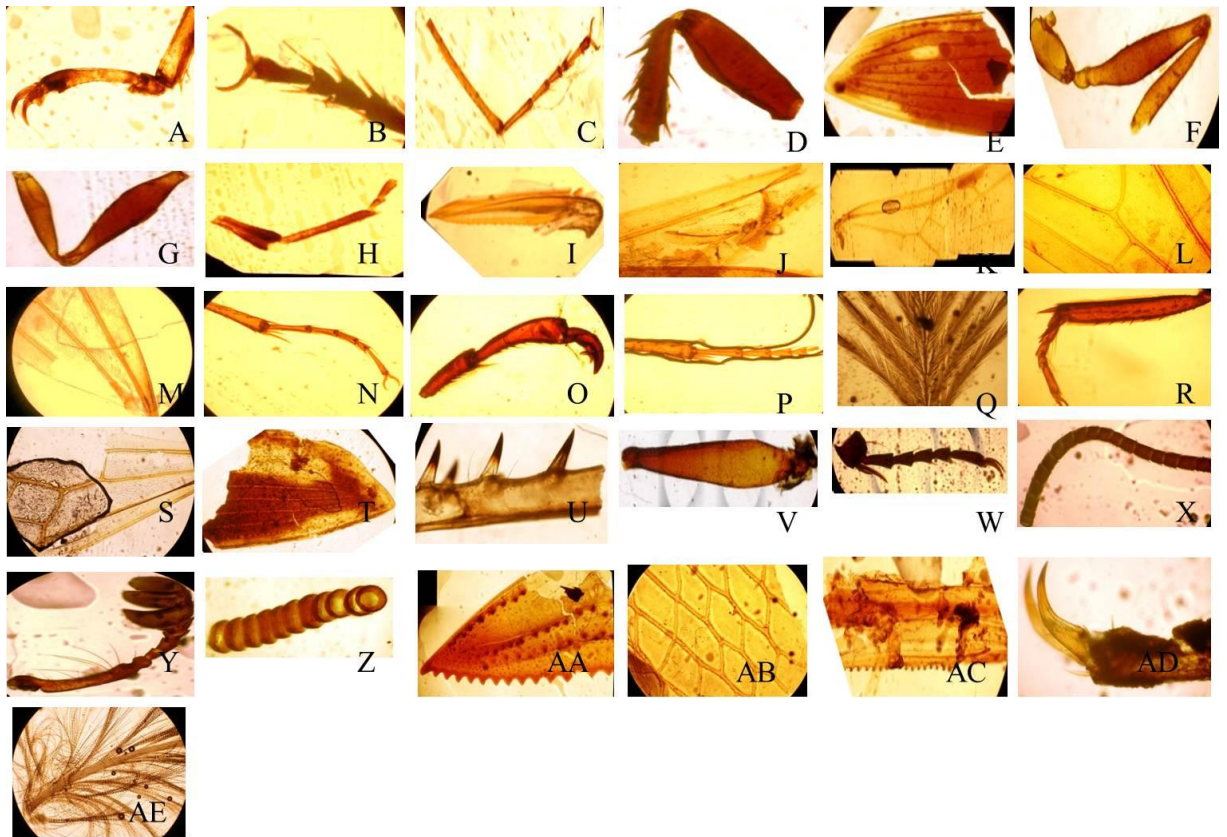 A B C D E F
G H I J K L
M N O P Q R
S T U V W X
Y Z AA AB AC AD
AE